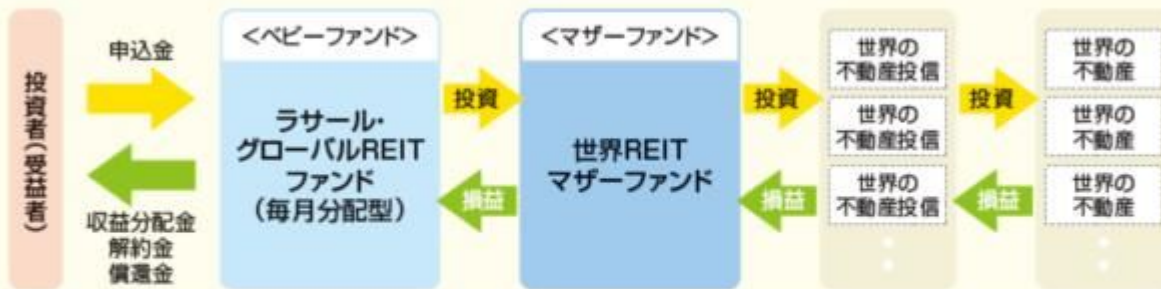 投資者（受益者）
申込金
収益分配金
解約金
償還金
＜ベビーファンド＞
ラサール・
グローバルREIT
ファンド
（毎月分配型）
投資
損益
＜マザーファンド＞
世界REIT
マザーファンド
投資
損益
世界の
不動産投信
世界の
不動産投信
世界の
不動産投信
投資
損益
世界の
不動産
世界の
不動産
世界の
不動産